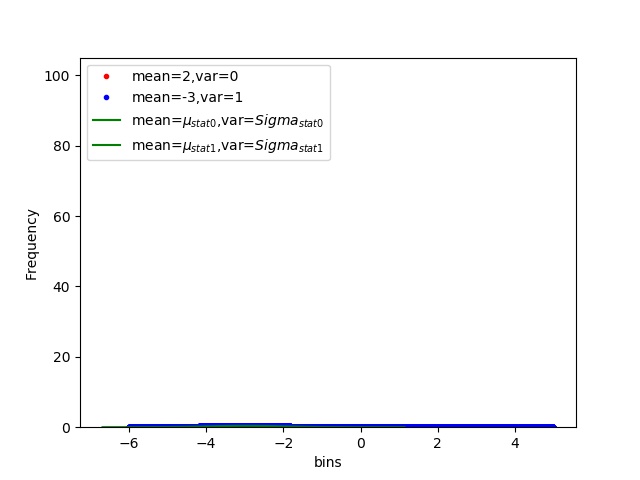 100
80
60
40
20
0
Frequency
mean=2,var=0
mean=-3,var=1
mean=μstat0,var=Sigmastat0
mean=μstat1,var=Sigmastat1
−6 −4 −2 0 2 4
bins